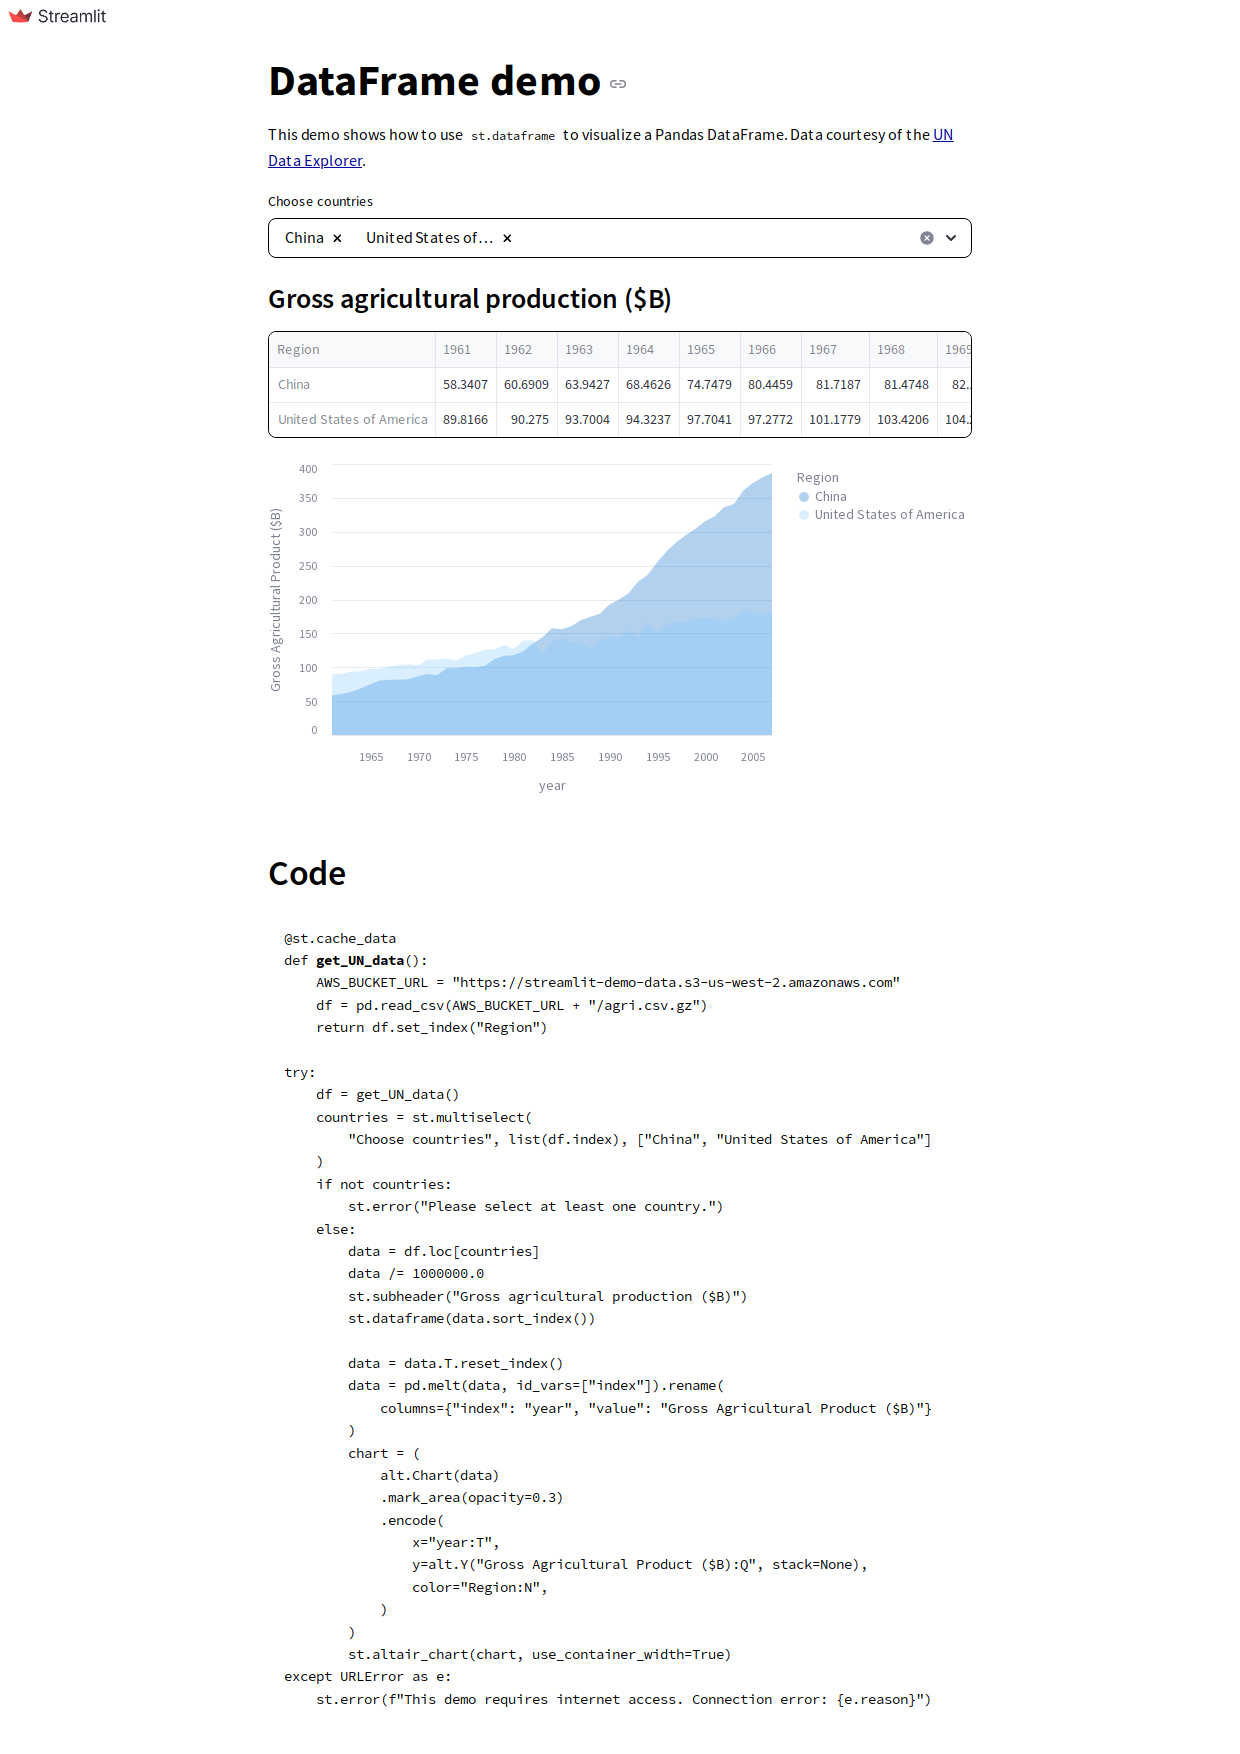 Streamlit
DataFrame demo
This demo shows how to use st.dataframe to visualize a Pandas DataFrame. Data courtesy of the UN
Data Explorer.
Choose countries
China United States of…
Gross agricultural production ($B)
Region 1961 1962 1963 1964 1965 1966 1967 1968 1969
China 58.3407 60.6909 63.9427 68.4626 74.7479 80.4459 81.7187 81.4748 82.
United States of America 89.8166 90.275 93.7004 94.3237 97.7041 97.2772 101.1779 103.4206 104.
Gross Agricultural Product ($B)
400
350
300
250
200
150
100
50
0
1965 1970 1975 1980 1985 1990 1995 2000 2005
year
Region
China
United States of America
Code
@st.cache_data
def get_UN_data():
    AWS_BUCKET_URL = "https://streamlit-demo-data.s3-us-west-2.amazonaws.com"
    df = pd.read_csv(AWS_BUCKET_URL + "/agri.csv.gz")
    return df.set_index("Region")
try:
    df = get_UN_data()
    countries = st.multiselect(
        "Choose countries", list(df.index), ["China", "United States of America"]
    )
    if not countries:
        st.error("Please select at least one country.")
    else:
        data = df.loc[countries]
        data /= 1000000.0
        st.subheader("Gross agricultural production ($B)")
        st.dataframe(data.sort_index())
        data = data.T.reset_index()
        data = pd.melt(data, id_vars=["index"]).rename(
            columns={"index": "year", "value": "Gross Agricultural Product ($B)"}
        )
        chart = (
            alt.Chart(data)
            .mark_area(opacity=0.3)
            .encode(
                x="year:T",
                y=alt.Y("Gross Agricultural Product ($B):Q", stack=None),
                color="Region:N",
            )
        )
        st.altair_chart(chart, use_container_width=True)
except URLError as e:
    st.error(f"This demo requires internet access. Connection error: {e.reason}")